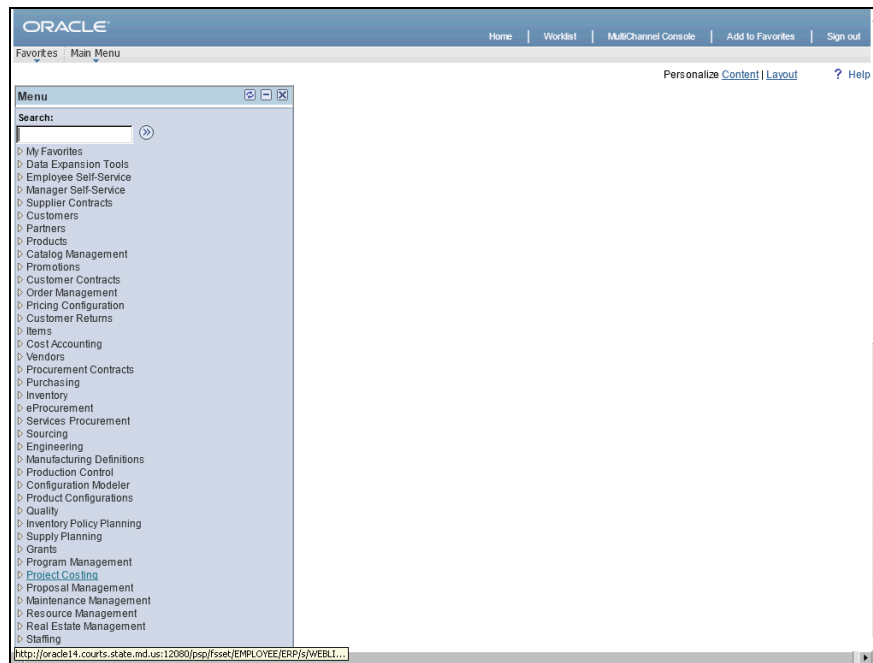 ORACLE
Home | Worklist | MultiChannel Console | Add to Favorites | Sign out
Favorites Main Menu
Personalize Content | Layout ? Help
Menu
Search:
My Favorites
Data Expansion Tools
Employee Self-Service
Manager Self-Service
Supplier Contracts
Customers
Partners
Products
Catalog Management
Promotions
Customer Contracts
Order Management
Pricing Configuration
Customer Returns
Items
Cost Accounting
Vendors
Procurement Contracts
Purchasing
Inventory
eProcurement
Services Procurement
Sourcing
Engineering
Manufacturing Definitions
Production Control
Configuration Modeler
Product Configurations
Quality
Inventory Policy Planning
Supply Planning
Grants
Program Management
Project Costing
Proposal Management
Maintenance Management
Resource Management
Real Estate Management
Staffing
http://oracle14.courts.state.md.us:12080/psp/fsset/EMPLOYEE/ERP/s/WEBLI...